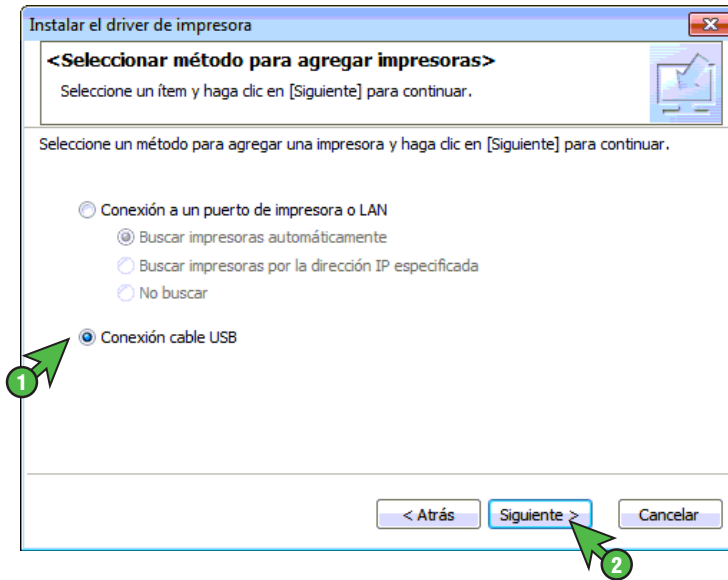 Instalar el driver de impresora
<Seleccionar método para agregar impresoras>
Seleccione un ítem y haga clic en [Siguiente] para continuar.
Seleccione un método para agregar una impresora y haga clic en [Siguiente] para continuar.
Conexión a un puerto de impresora o LAN
Buscar impresoras automáticamente
Buscar impresoras por la dirección IP especificada
No buscar
Conexión cable USB
1
< Atrás
Siguiente >
Cancelar
2